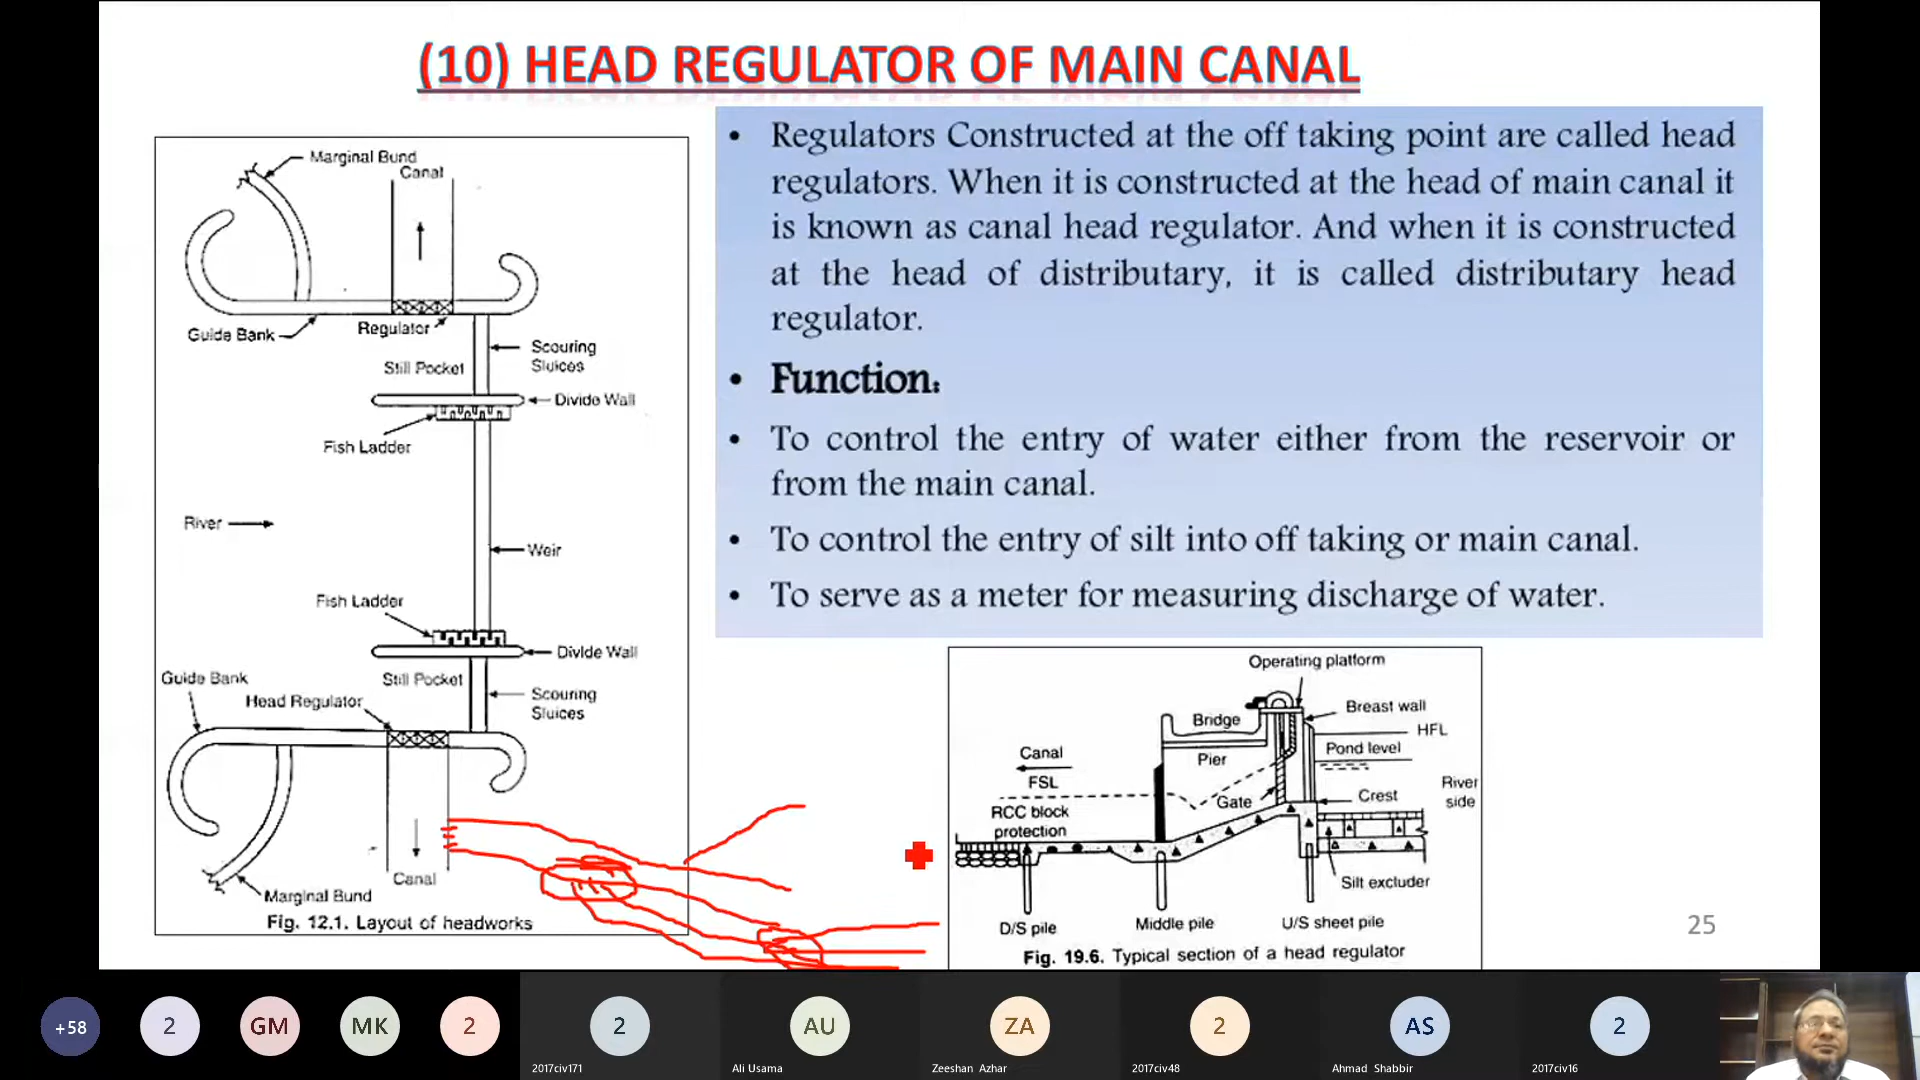 (10) HEAD REGULATOR OF MAIN CANAL
Marginal Bund
Canal
Guide Bank
Regulator
Scouring
Sluices
Still Pocket
Divide Wall
Fish Ladder
River
Weir
Fish Ladder
Divide Wall
Guide Bank
Still Pocket
Head Regulator
Scouring
Sluices
Canal
Marginal Bund
Fig. 12.1. Layout of headworks
• Regulators Constructed at the off taking point are called head
regulators. When it is constructed at the head of main canal it
is known as canal head regulator. And when it is constructed
at the head of distributary, it is called distributary head
regulator.
• Function:
• To control the entry of water either from the reservoir or
from the main canal.
• To control the entry of silt into off taking or main canal.
• To serve as a meter for measuring discharge of water.
Operating platform
Breast wall
Bridge
HFL
Pond level
Canal
Pier
FSL
River
side
Gate
Crest
RCC block
protection
Silt excluder
D/S pile
Middle pile
U/S sheet pile
Fig. 19.6. Typical section of a head regulator
25
+58
2
GM
MK
2
2
AU
ZA
2
AS
2
2017civ171
Ali Usama
Zeeshan Azhar
2017civ48
Ahmad Shabbir
2017civ16